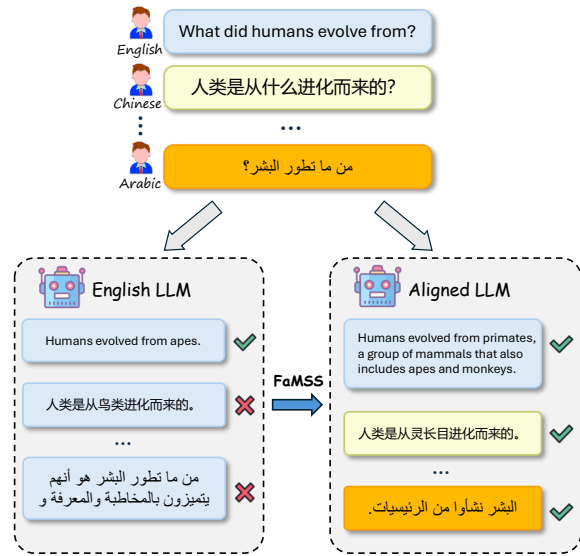 What did humans evolve from?
English
人类是从什么进化而来的?
Chinese
...
من ما تطور البشر؟
Arabic
English LLM
Humans evolved from apes.
人类是从鸟类进化而来的。
...
من ما تطور البشر هو أنهم
يتميزون بالمخاطبة والمعرفة و
FaMSS
Aligned LLM
Humans evolved from primates,
a group of mammals that also
includes apes and monkeys.
人类是从灵长目进化而来的。
...
البشر نشأوا من الرئيسيات.